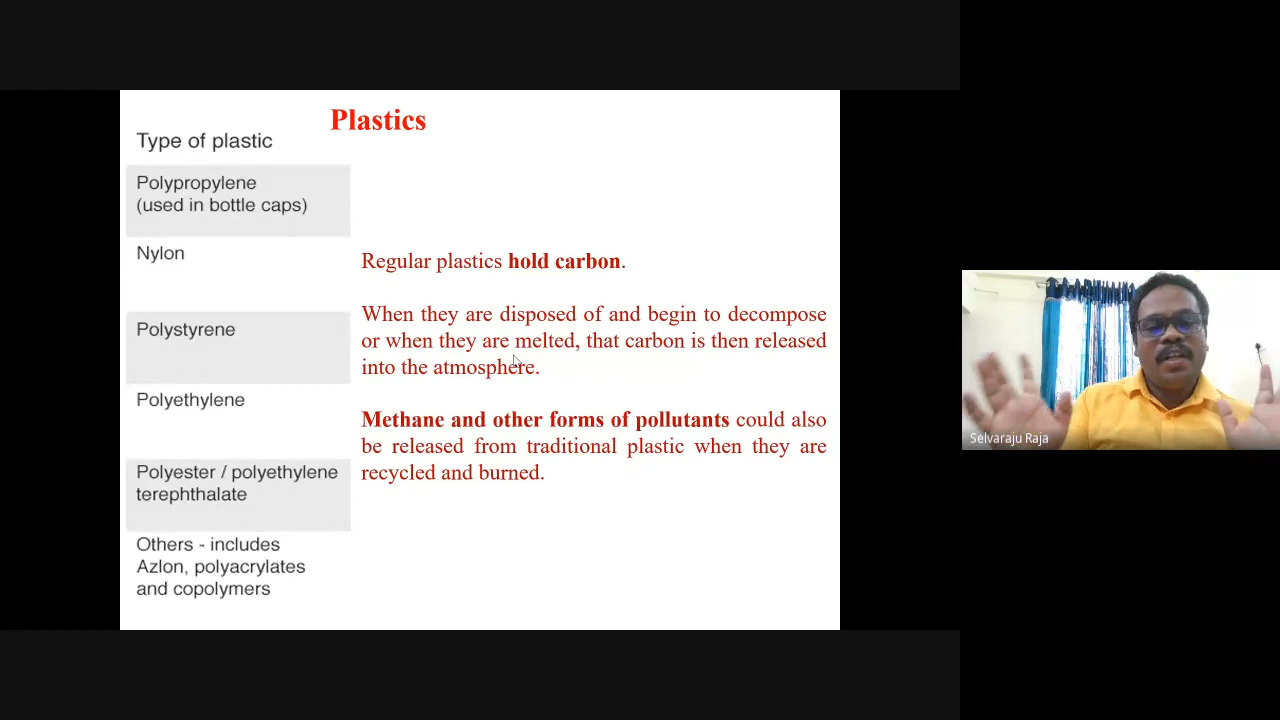 Plastics
Type of plastic
Polypropylene
(used in bottle caps)
Nylon
Polystyrene
Polyethylene
Polyester / polyethylene
terephthalate
Others - includes
Azlon, polyacrylates
and copolymers
Regular plastics hold carbon.
When they are disposed of and begin to decompose
or when they are melted, that carbon is then released
into the atmosphere.
Methane and other forms of pollutants could also
be released from traditional plastic when they are
recycled and burned.
Selvaraju Raja